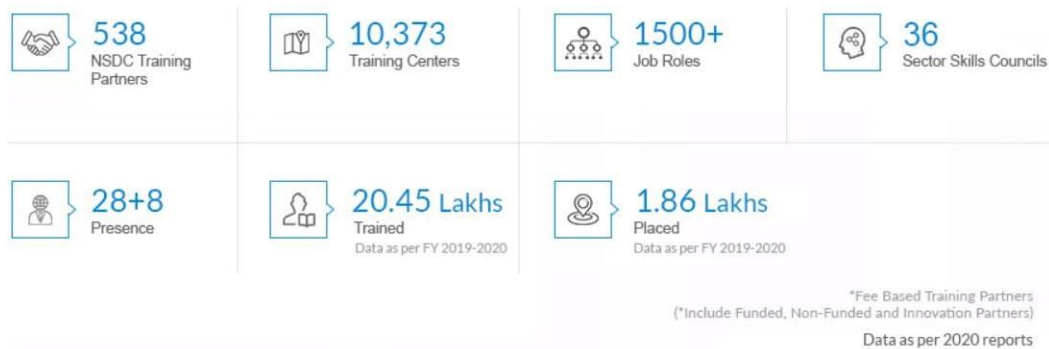 538
NSDC Training
Partners
10,373
Training Centers
1500+
Job Roles
36
Sector Skills Councils
28+8
Presence
20.45 Lakhs
Trained
Data as per FY 2019-2020
1.86 Lakhs
Placed
Data as per FY 2019-2020
*Fee Based Training Partners
(*Include Funded, Non-Funded and Innovation Partners)
Data as per 2020 reports